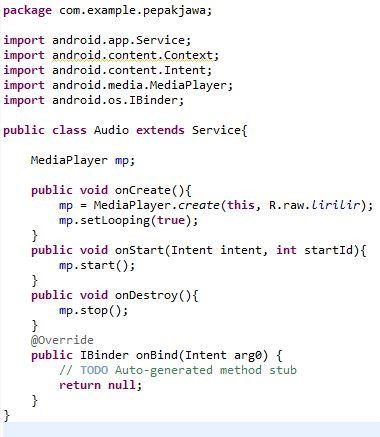 package com.example.pepakjawa;
import android.app.Service;
import android.content.Context;
import android.content.Intent;
import android.media.MediaPlayer;
import android.os.IBinder;
public class Audio extends Service{
MediaPlayer mp;
public void onCreate(){
mp = MediaPlayer.create(this, R.raw.lirilir);
mp.setLooping(true);
}
public void onStart(Intent intent, int startId){
mp.start();
}
public void onDestroy(){
mp.stop();
}
@Override
public IBinder onBind(Intent arg0) {
// TODO Auto-generated method stub
return null;
}
}